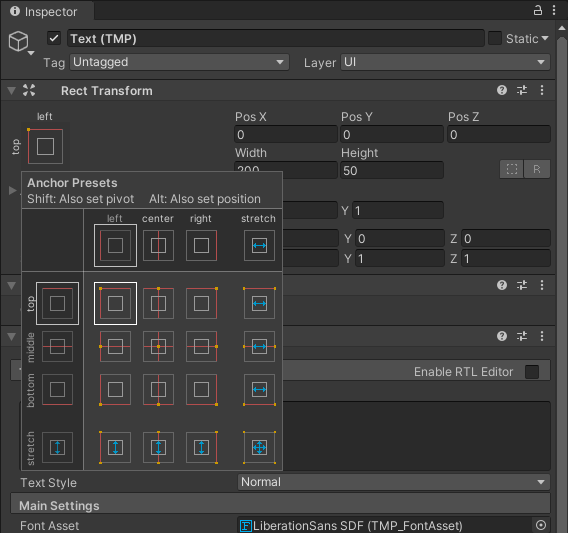 Inspector
Text (TMP)
Static
Tag Untagged Layer UI
Rect Transform
left
top
Pos X Pos Y Pos Z
0 0 0
Width Height
200 50
R
Anchor Presets
Shift: Also set pivot Alt: Also set position
left center right stretch
Y 1
Y 0 Z 0
Y 1 Z 1
top
middle
bottom
stretch
Enable RTL Editor
Text Style Normal
Main Settings
Font Asset LiberationSans SDF (TMP_FontAsset)